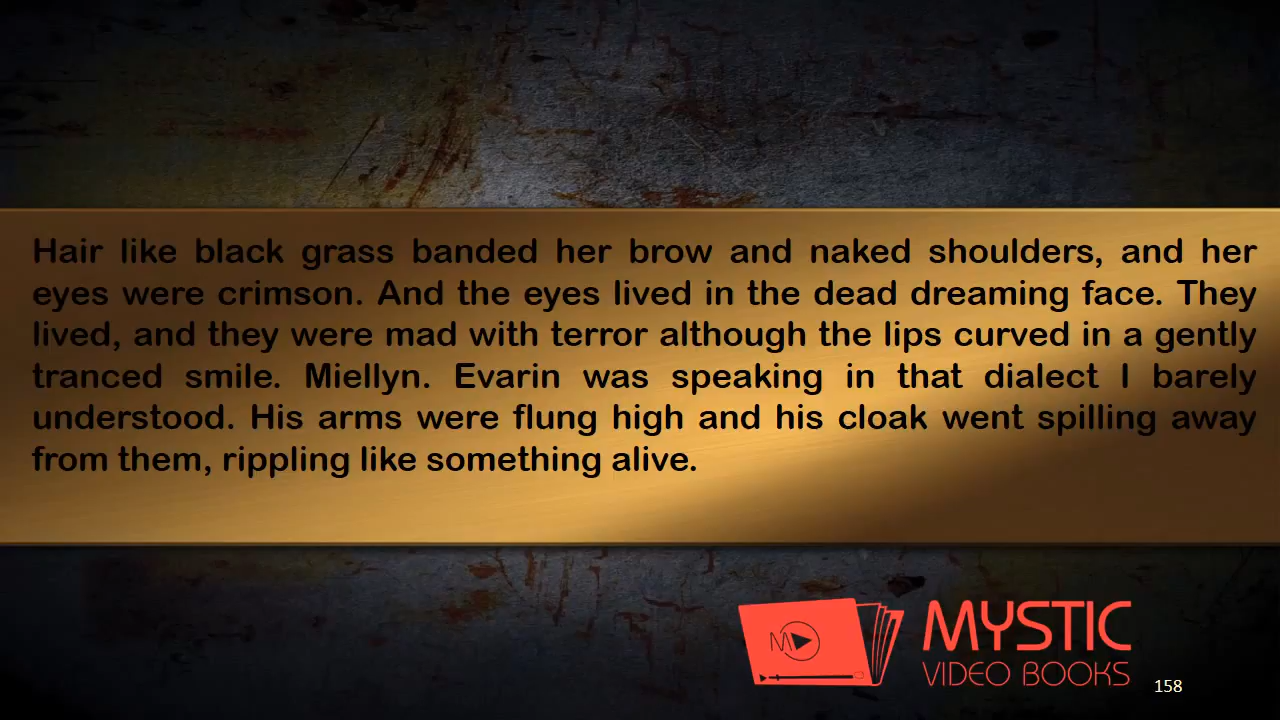 Hair like black grass banded her brow and naked shoulders, and her
eyes were crimson. And the eyes lived in the dead dreaming face. They
lived, and they were mad with terror although the lips curved in a gently
tranced smile. Miellyn. Evarin was speaking in that dialect I barely
understood. His arms were flung high and his cloak went spilling away
from them, rippling like something alive.
MYSTIC
VIDEO BOOKS
158